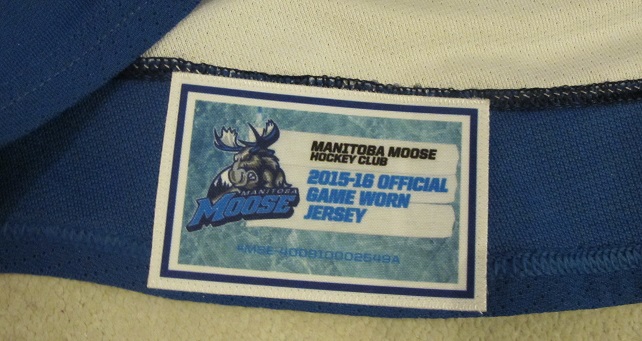 MANITOBA MOOSE
HOCKEY CLUB
2015-16 OFFICIAL
GAME WORN
JERSEY
MANITOBA
MOOSE